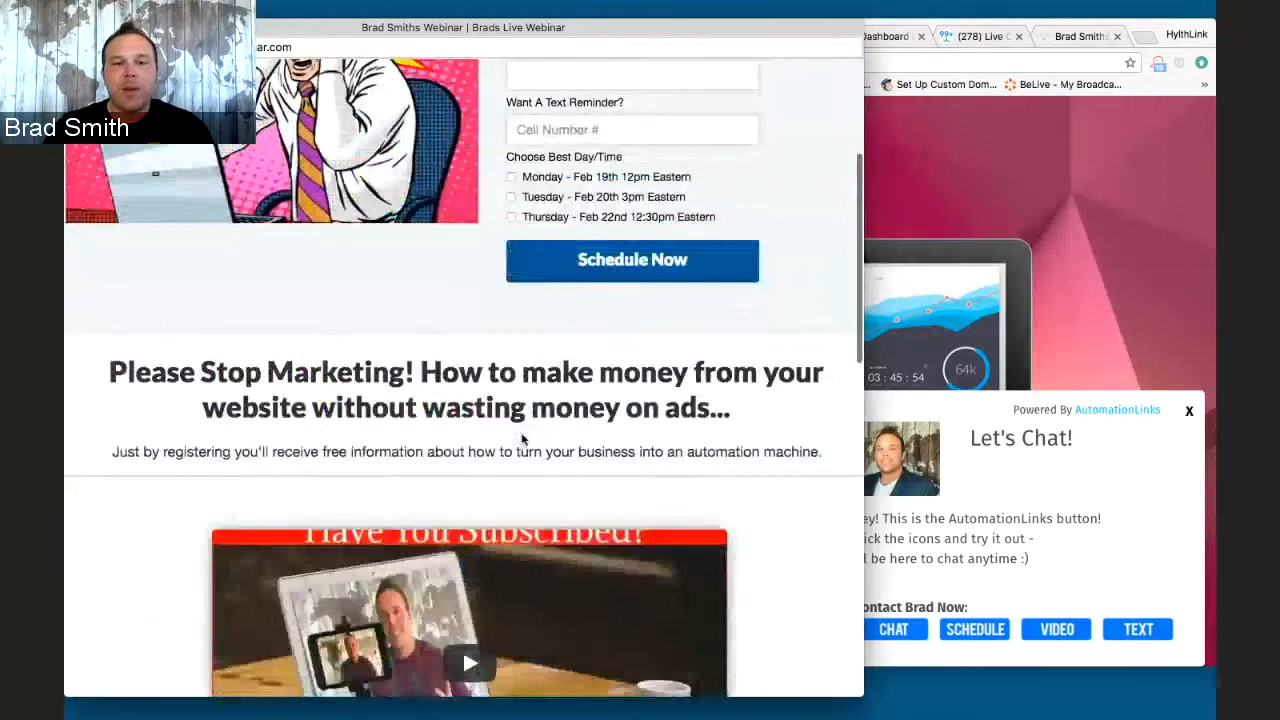 Brad Smiths Webinar | Brads Live Webinar
ar.com
Brad Smith
Want A Text Reminder?
Cell Number #
Choose Best Day/Time
Monday - Feb 19th 12pm Eastern
Tuesday - Feb 20th 3pm Eastern
Thursday - Feb 22nd 12:30pm Eastern
Schedule Now
Please Stop Marketing! How to make money from your
website without wasting money on ads...
Just by registering you'll receive free information about how to turn your business into an automation machine.
Have You Subscribed?
Dashboard
99+
(278) Live C
Brad Smiths
HylthLink
19
Set Up Custom Dom...
BeLive - My Broadca...
»
03 : 45 : 54
64k
Powered By AutomationLinks
X
Let's Chat!
ey! This is the AutomationLinks button!
ick the icons and try it out -
l be here to chat anytime :)
ontact Brad Now:
CHAT
SCHEDULE
VIDEO
TEXT